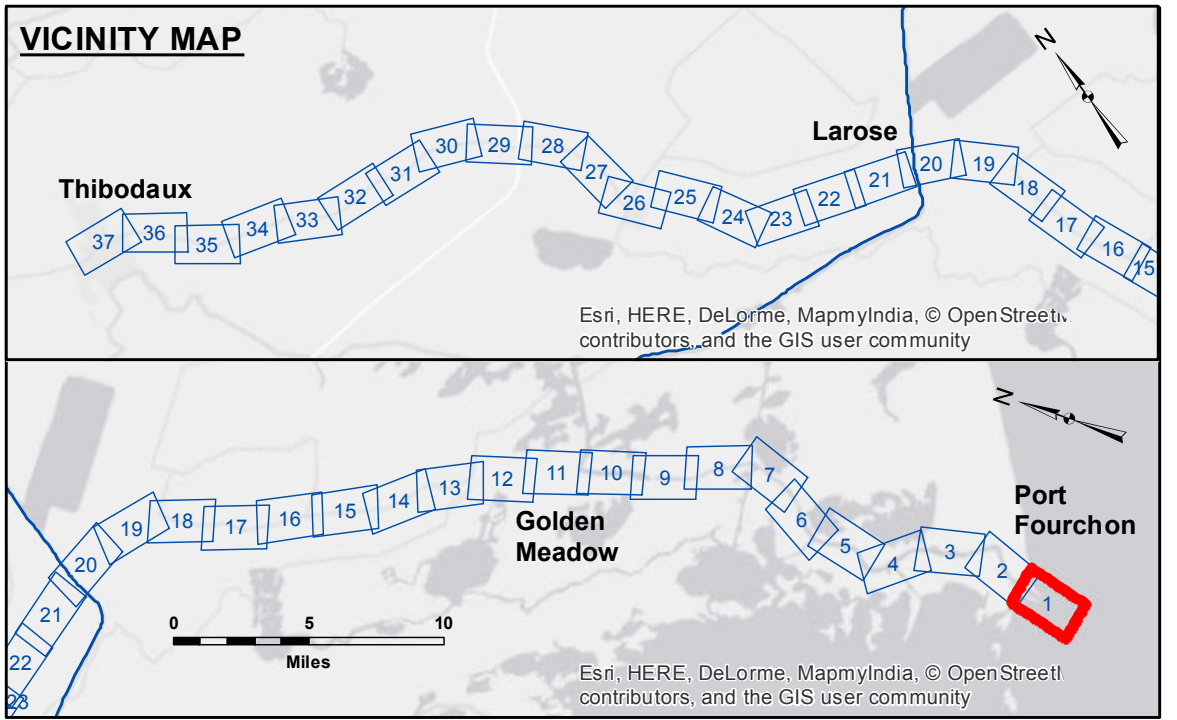 VICINITY MAP
N
Larose
Thibodaux
37 36 35 34 33 32 31 30 29 28 27 26 25 24 23 22 21 20 19 18 17 16 15
Esri, HERE, DeLorme, MapmyIndia, © OpenStreet
contributors, and the GIS user community
N
Port
Fourchon
Golden
Meadow
23 22 21 20 19 18 17 16 15 14 13 12 11 10 9 8 7 6 5 4 3 2 1
0 5 10
Miles
Esri, HERE, DeLorme, MapmyIndia, © OpenStreet
contributors, and the GIS user community